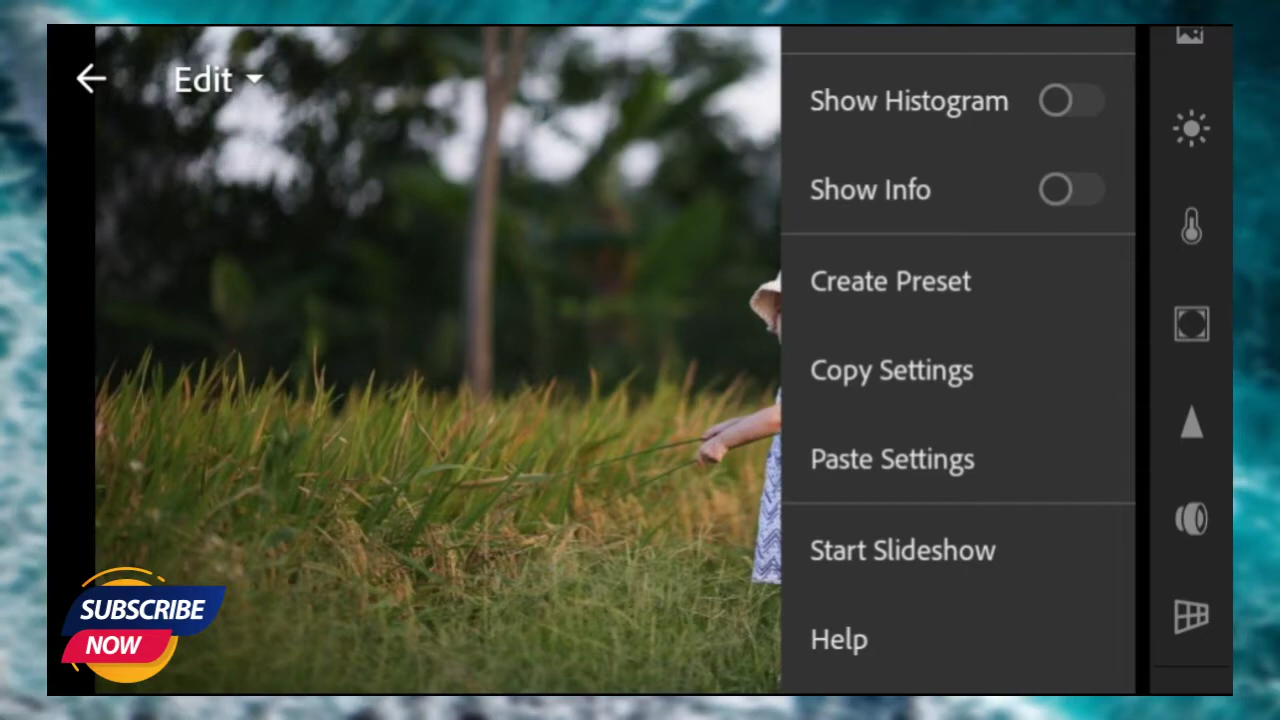 Edit
Show Histogram
Show Info
Create Preset
Copy Settings
Paste Settings
Start Slideshow
Help
SUBSCRIBE
NOW